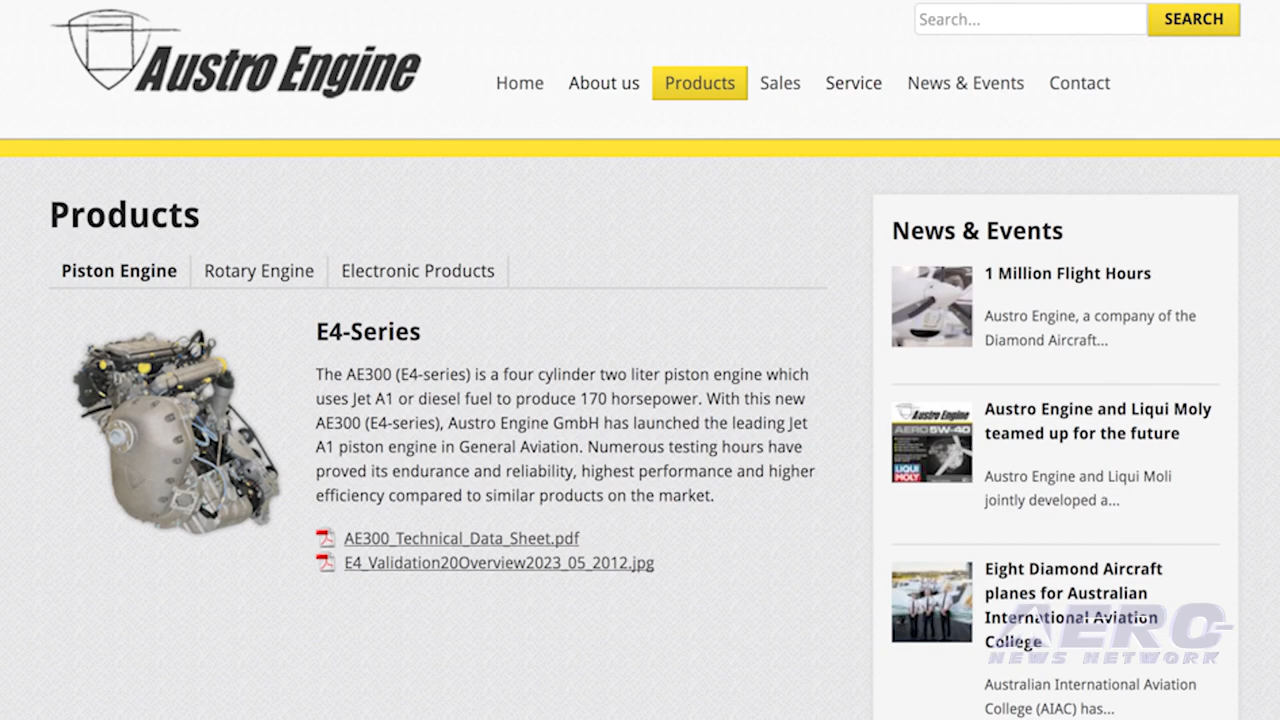 Austro Engine
Search...
SEARCH
Home
About us
Products
Sales
Service
News & Events
Contact
Products
Piston Engine
Rotary Engine
Electronic Products
E4-Series
The AE300 (E4-series) is a four cylinder two liter piston engine which
uses Jet A1 or diesel fuel to produce 170 horsepower. With this new
AE300 (E4-series), Austro Engine GmbH has launched the leading Jet
A1 piston engine in General Aviation. Numerous testing hours have
proved its endurance and reliability, highest performance and higher
efficiency compared to similar products on the market.
AE300_Technical_Data_Sheet.pdf
E4_Validation20Overview2023_05_2012.jpg
News & Events
1 Million Flight Hours
Austro Engine, a company of the
Diamond Aircraft...
Austro Engine
AERO 5W-40
LIQUI
MOLY
Austro Engine and Liqui Moly
teamed up for the future
Austro Engine and Liqui Moli
jointly developed a...
Eight Diamond Aircraft
planes for Australian
International Aviation
College
Australian International Aviation
College (AIAC) has...
AERO
NEWS NETWORK